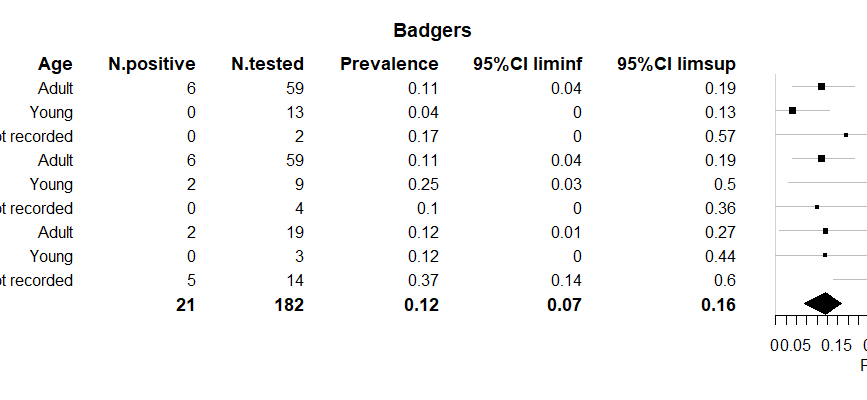 Badgers
Age N.positive N.tested Prevalence 95%CI liminf 95%CI limsup
Adult 6 59 0.11 0.04 0.19
Young 0 13 0.04 0 0.13
recorded 0 2 0.17 0 0.57
Adult 6 59 0.11 0.04 0.19
Young 2 9 0.25 0.03 0.5
recorded 0 4 0.1 0 0.36
Adult 2 19 0.12 0.01 0.27
Young 0 3 0.12 0 0.44
recorded 5 14 0.37 0.14 0.6
21 182 0.12 0.07 0.16
0 0.05 0.15